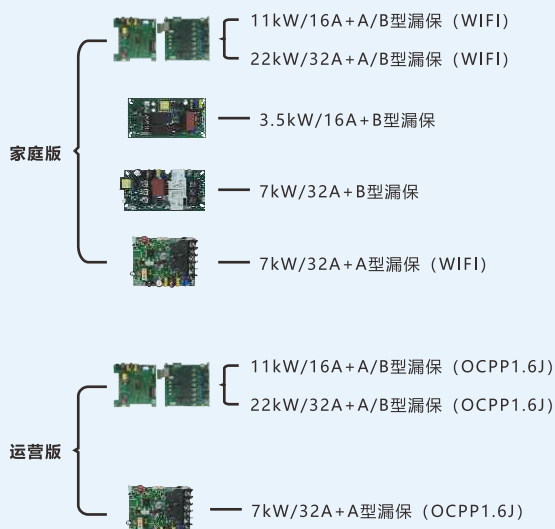 11kW/16A+A/B型漏保（WIFI）
22kW/32A+A/B型漏保（WIFI）
3.5kW/16A+B型漏保
家庭版
7kW/32A+B型漏保
7kW/32A+A型漏保（WIFI）
11kW/16A+A/B型漏保（OCPP1.6J）
22kW/32A+A/B型漏保（OCPP1.6J）
运营版
7kW/32A+A型漏保（OCPP1.6J）